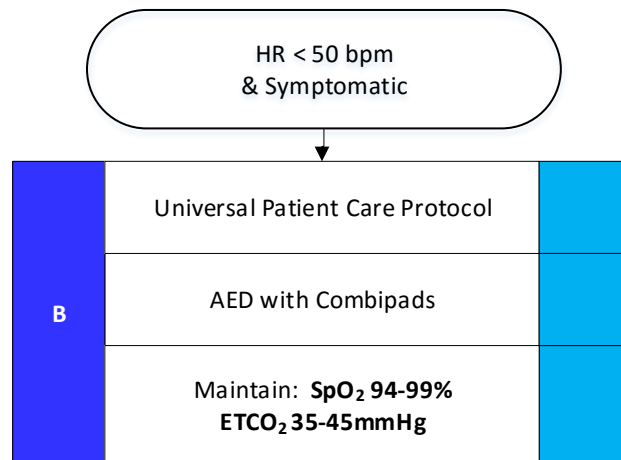 HR < 50 bpm
& Symptomatic
Universal Patient Care Protocol
B
AED with Combipads
Maintain: SpO₂ 94-99%
ETCO₂ 35-45mmHg